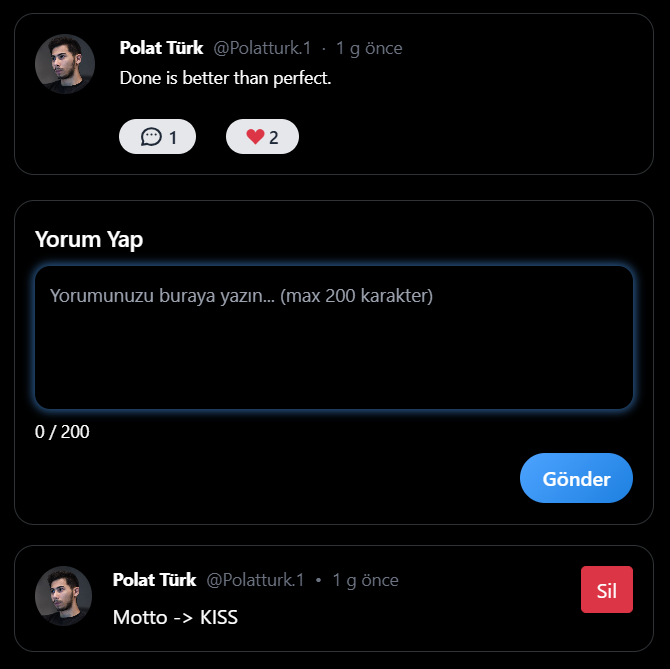 Polat Türk @Polatturk.1 · 1 g önce
Done is better than perfect.
1 2
Yorum Yap
Yorumunuzu buraya yazın... (max 200 karakter)
0 / 200
Gönder
Polat Türk @Polatturk.1 • 1 g önce
Sil
Motto -> KISS